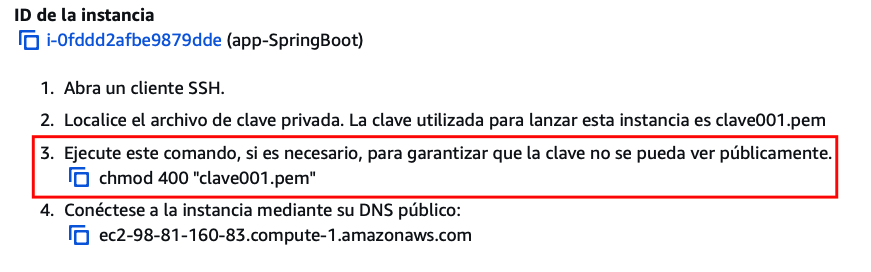 ID de la instancia
i-0fddd2afbe9879dde (app-SpringBoot)
1. Abra un cliente SSH.
2. Localice el archivo de clave privada. La clave utilizada para lanzar esta instancia es clave001.pem
3. Ejecute este comando, si es necesario, para garantizar que la clave no se pueda ver públicamente.
chmod 400 "clave001.pem"
4. Conéctese a la instancia mediante su DNS público:
ec2-98-81-160-83.compute-1.amazonaws.com